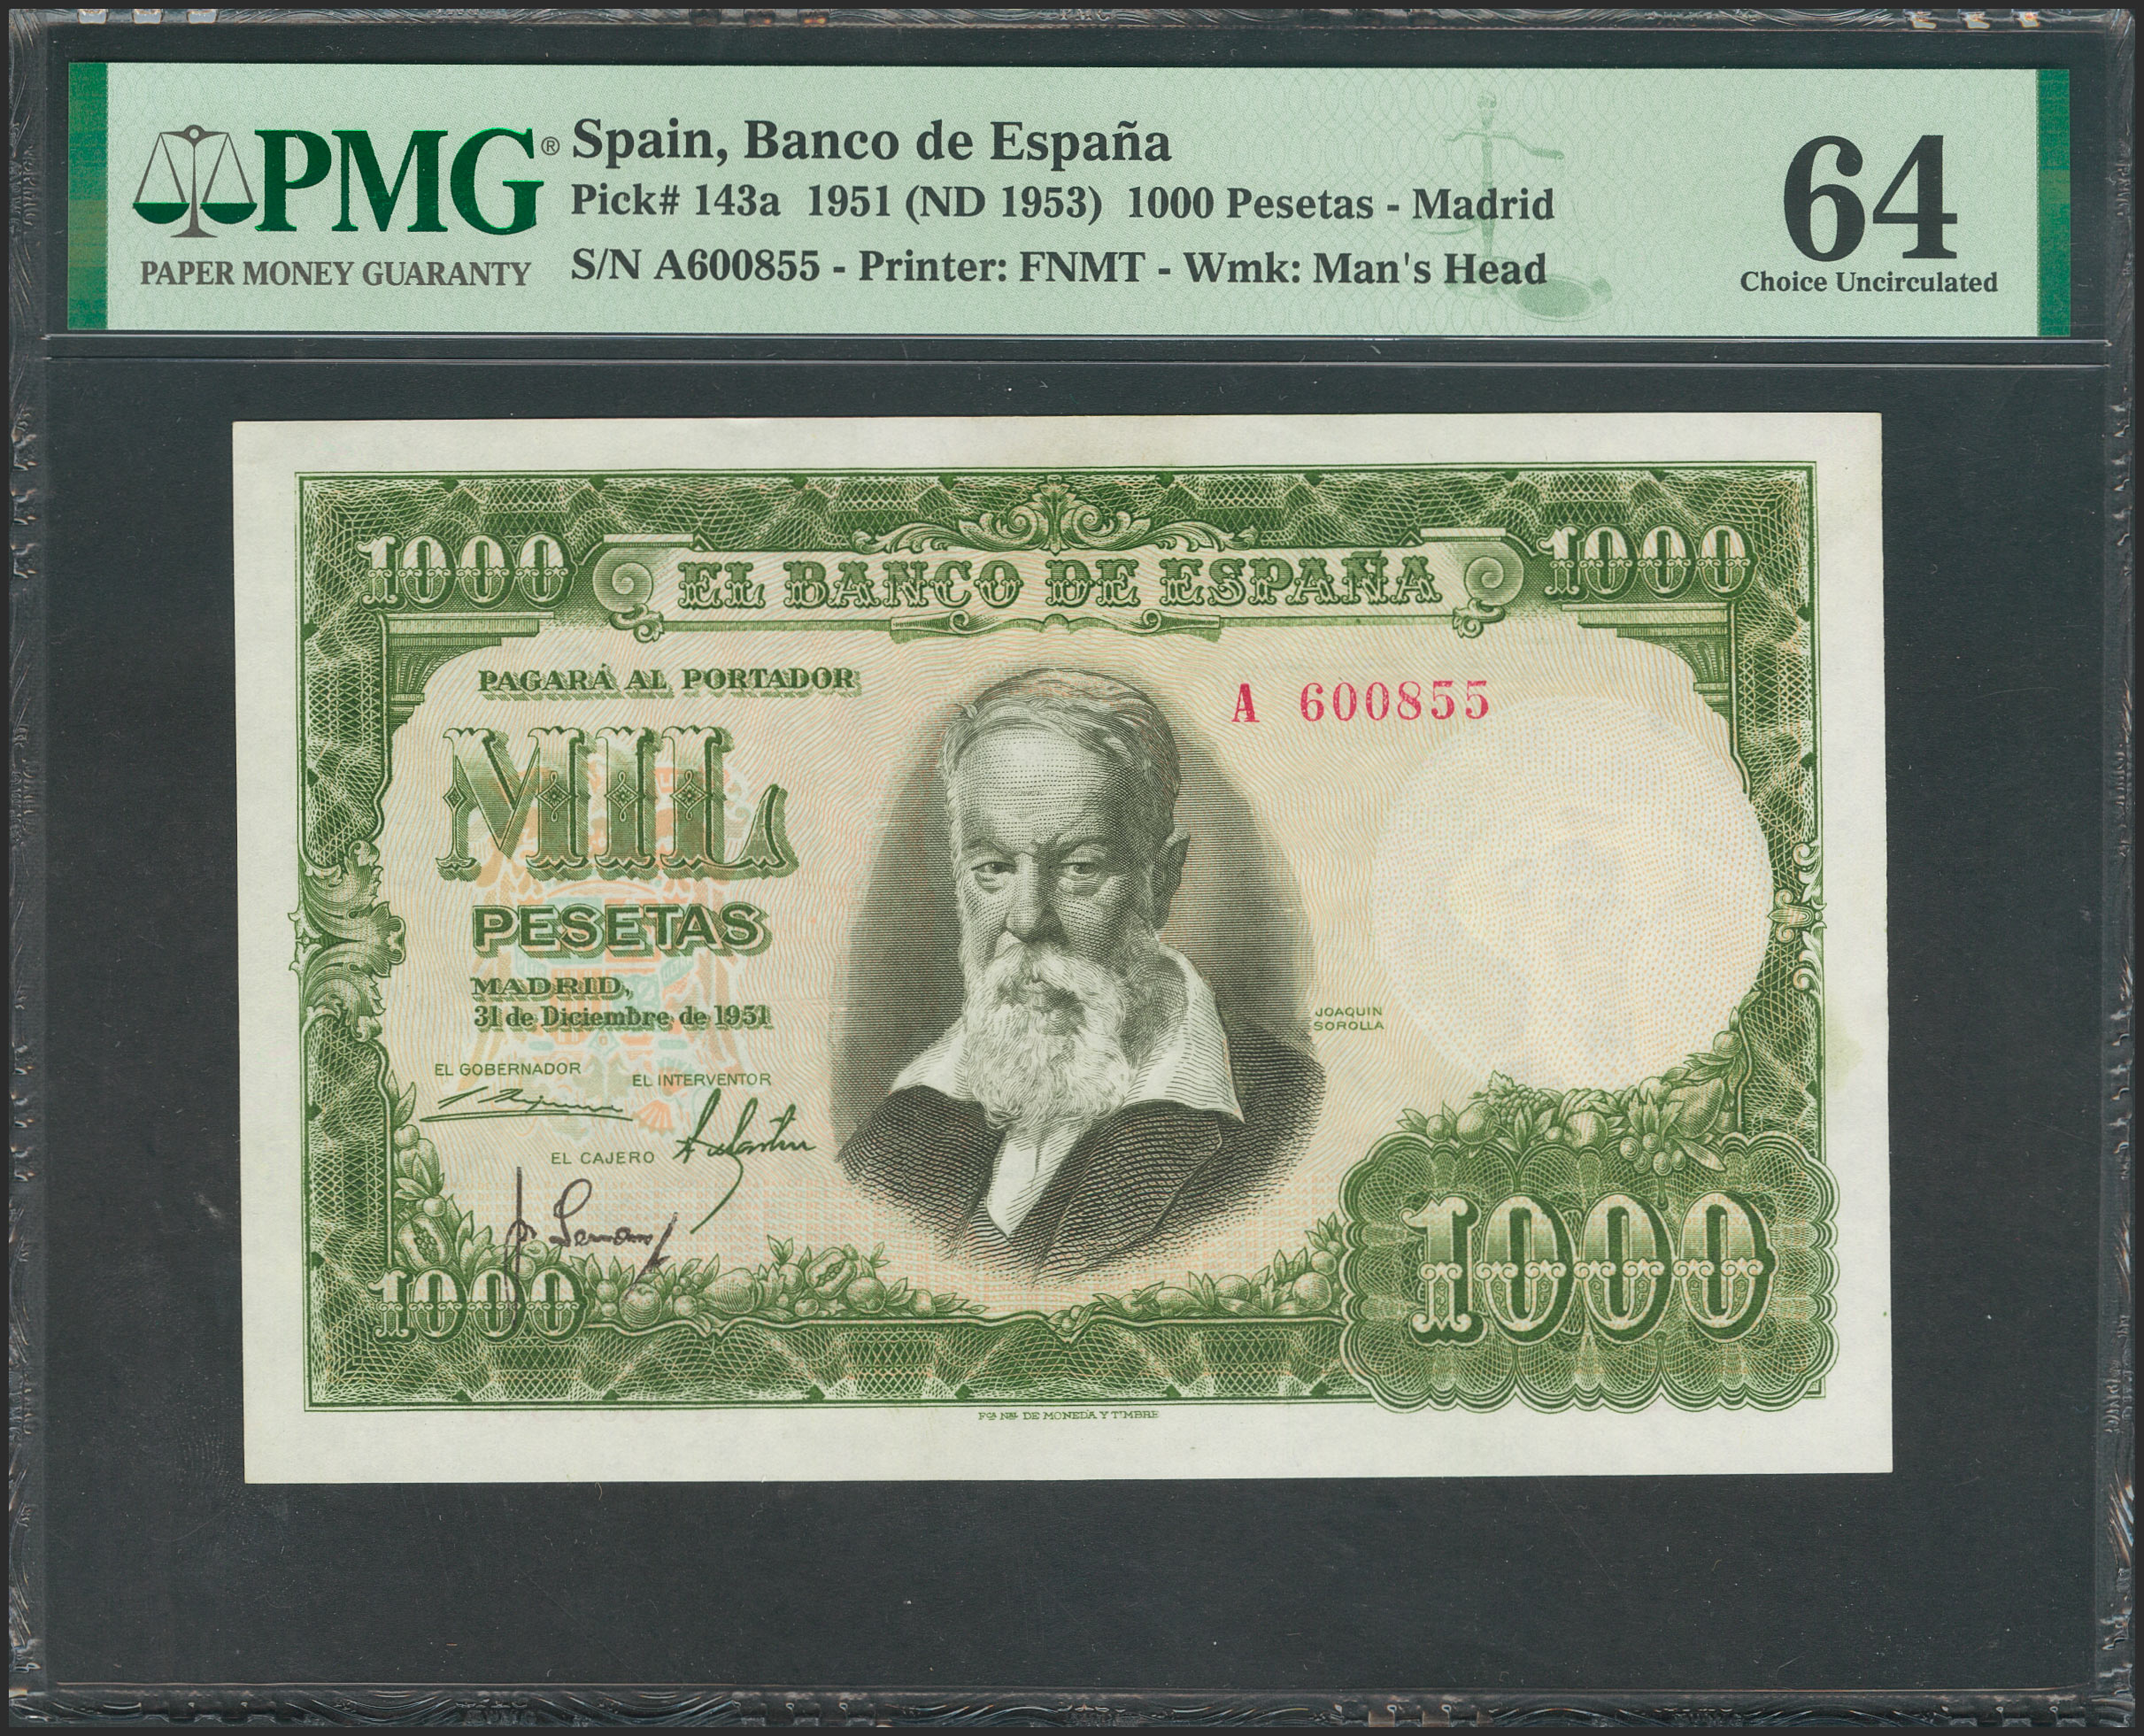 PMG®
PAPER MONEY GUARANTY
Spain, Banco de España
Pick# 143a 1951 (ND 1953) 1000 Pesetas - Madrid
S/N A600855 - Printer: FNMT - Wmk: Man's Head
64
Choice Uncirculated
1000
EL BANCO DE ESPAÑA
1000
PAGARÁ AL PORTADOR
A 600855
MIL
PESETAS
MADRID,
31 de Diciembre de 1951
JOAQUIN
SOROLLA
EL GOBERNADOR
EL INTERVENTOR
EL CAJERO
1000
1000
Fca Nal DE MONEDA Y TIMBRE